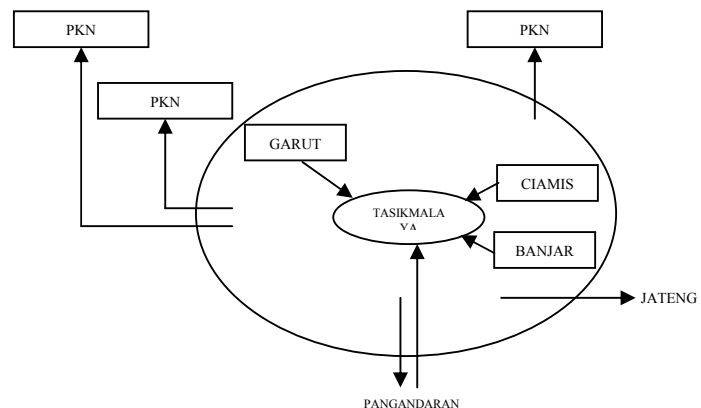 PKN
PKN
PKN
GARUT
CIAMIS
TASIKMALA
YA
BANJAR
JATENG
PANGANDARAN